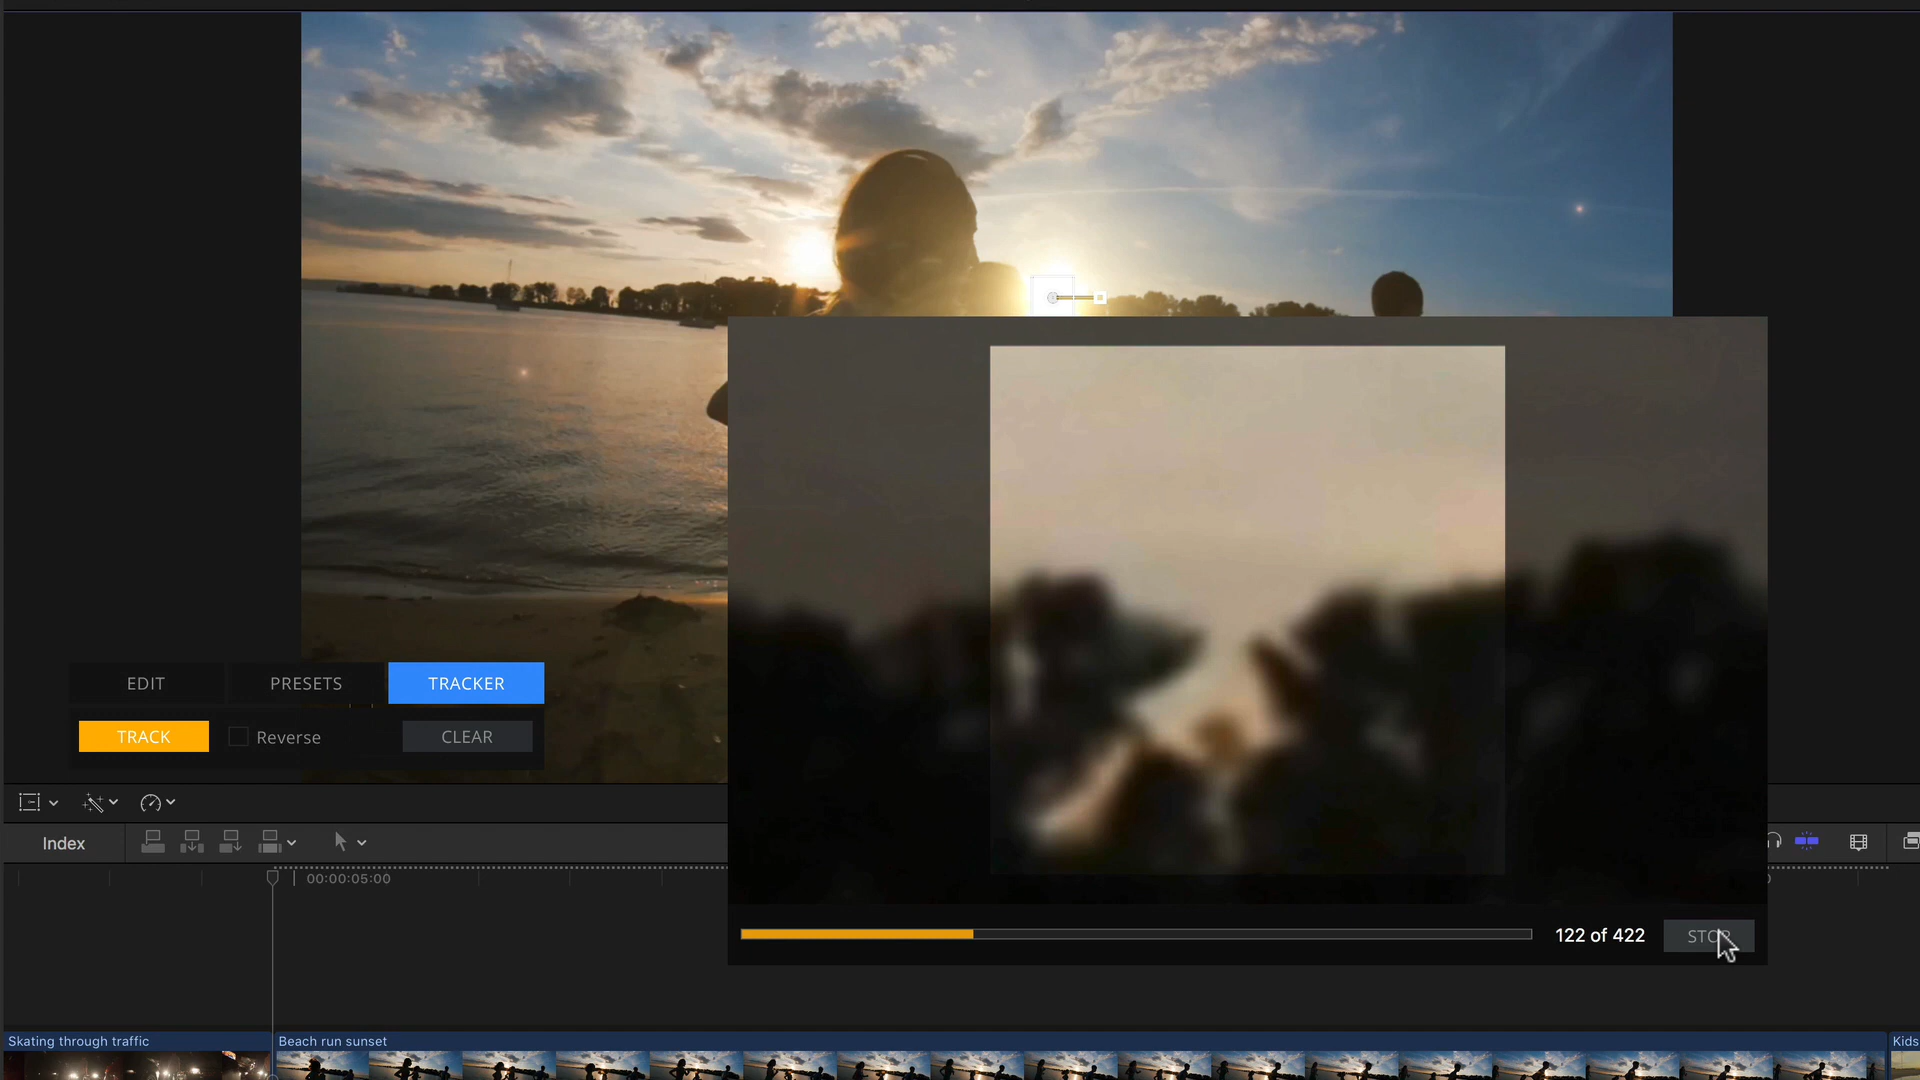 EDIT
PRESETS
TRACKER
TRACK
Reverse
CLEAR
Index
00:00:05:00
122 of 422
STOP
Skating through traffic
Beach run sunset
Kids